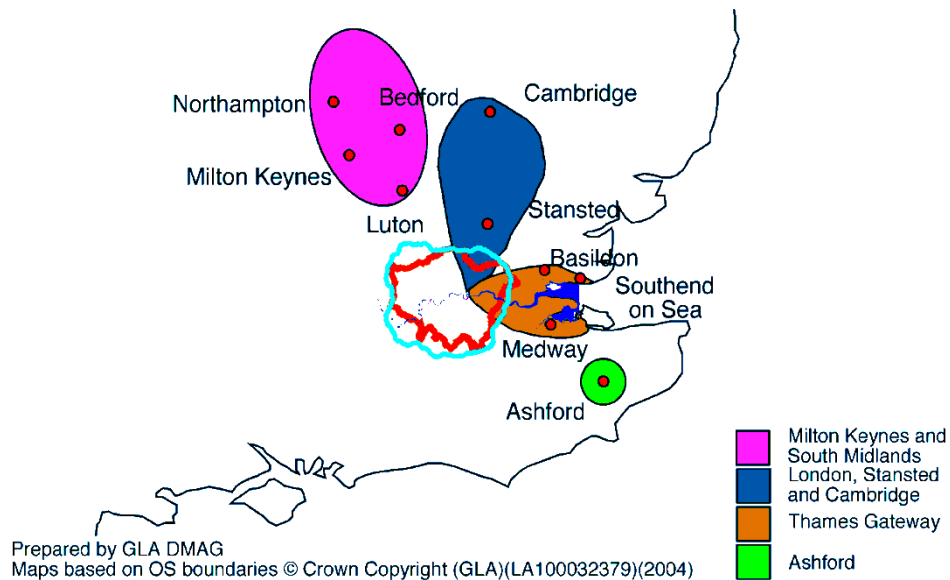 Northampton
Bedford
Cambridge
Milton Keynes
Luton
Stansted
Basildon
Southend
on Sea
Medway
Ashford
Milton Keynes and
South Midlands
London, Stansted
and Cambridge
Thames Gateway
Ashford
Prepared by GLA DMAG
Maps based on OS boundaries © Crown Copyright (GLA)(LA100032379)(2004)